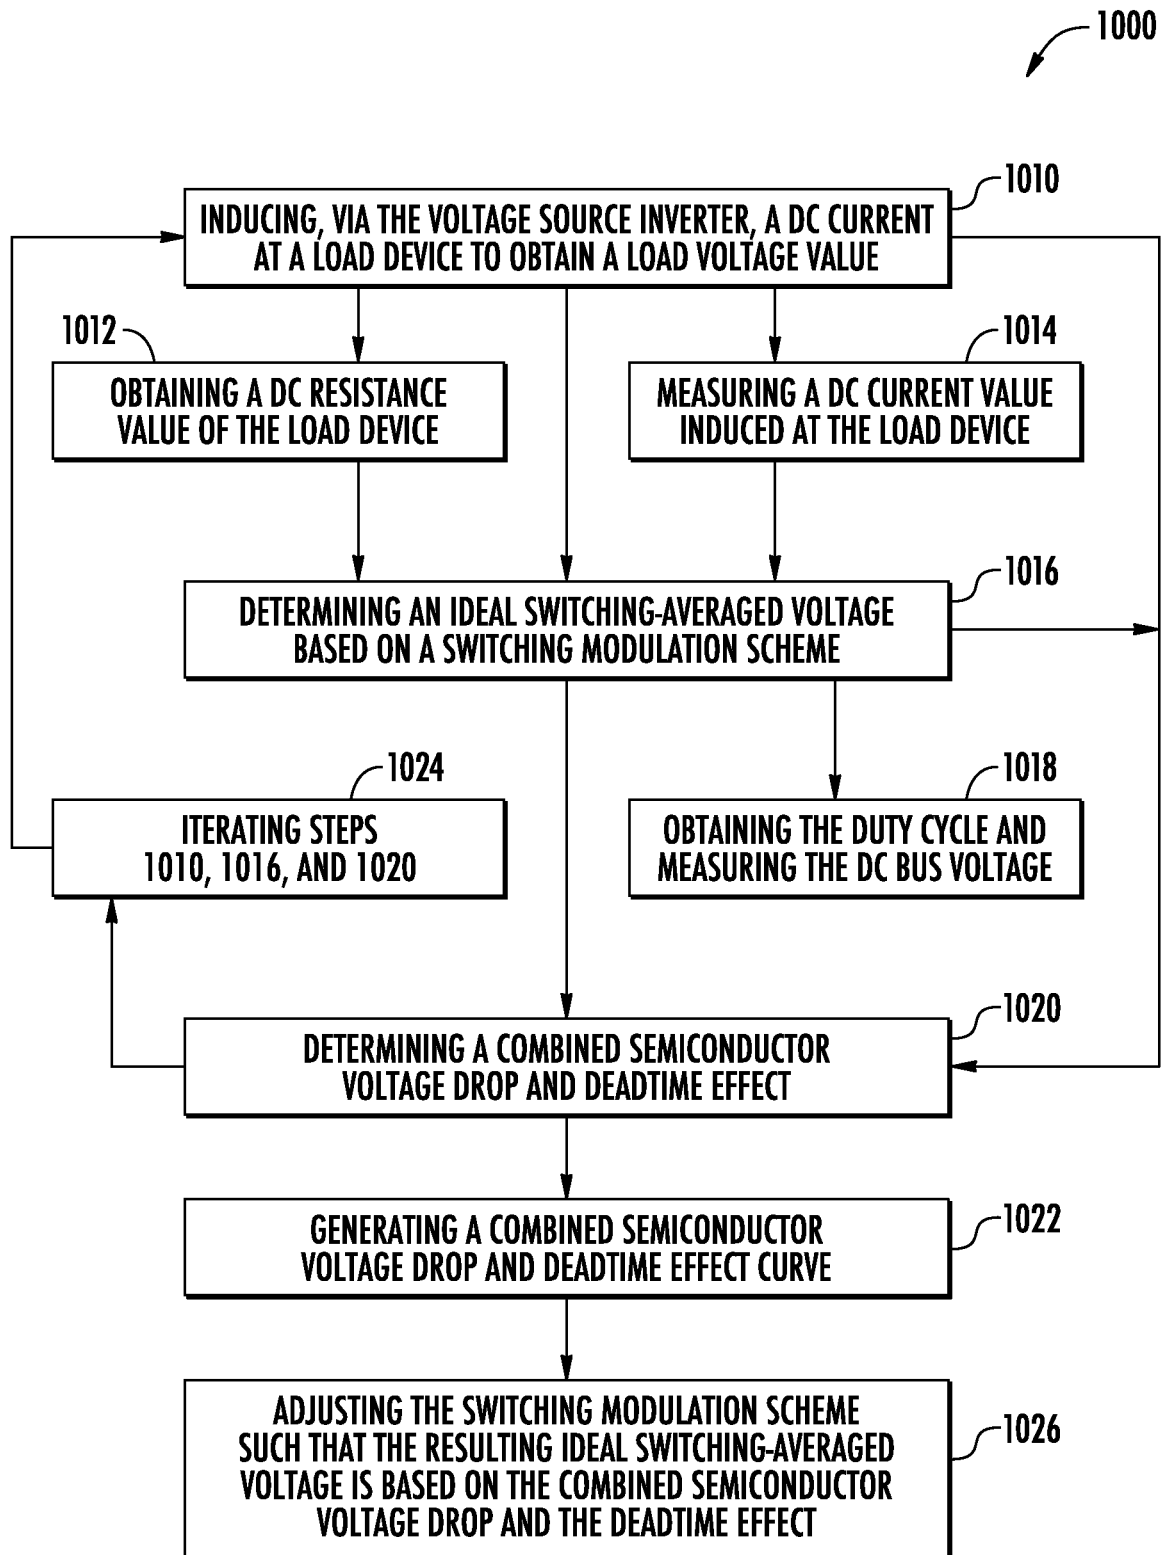 1000
1010
INDUCING, VIA THE VOLTAGE SOURCE INVERTER, A DC CURRENT
AT A LOAD DEVICE TO OBTAIN A LOAD VOLTAGE VALUE
1012
OBTAINING A DC RESISTANCE
VALUE OF THE LOAD DEVICE
1014
MEASURING A DC CURRENT VALUE
INDUCED AT THE LOAD DEVICE
1016
DETERMINING AN IDEAL SWITCHING-AVERAGED VOLTAGE
BASED ON A SWITCHING MODULATION SCHEME
1024
ITERATING STEPS
1010, 1016, AND 1020
1018
OBTAINING THE DUTY CYCLE AND
MEASURING THE DC BUS VOLTAGE
1020
DETERMINING A COMBINED SEMICONDUCTOR
VOLTAGE DROP AND DEADTIME EFFECT
1022
GENERATING A COMBINED SEMICONDUCTOR
VOLTAGE DROP AND DEADTIME EFFECT CURVE
1026
ADJUSTING THE SWITCHING MODULATION SCHEME
SUCH THAT THE RESULTING IDEAL SWITCHING-AVERAGED
VOLTAGE IS BASED ON THE COMBINED SEMICONDUCTOR
VOLTAGE DROP AND THE DEADTIME EFFECT